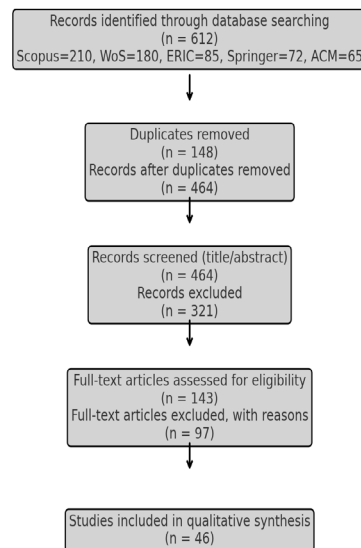 Records identified through database searching
(n = 612)
Scopus=210, WoS=180, ERIC=85, Springer=72, ACM=65
Duplicates removed
(n = 148)
Records after duplicates removed
(n = 464)
Records screened (title/abstract)
(n = 464)
Records excluded
(n = 321)
Full-text articles assessed for eligibility
(n = 143)
Full-text articles excluded, with reasons
(n = 97)
Studies included in qualitative synthesis
(n = 46)